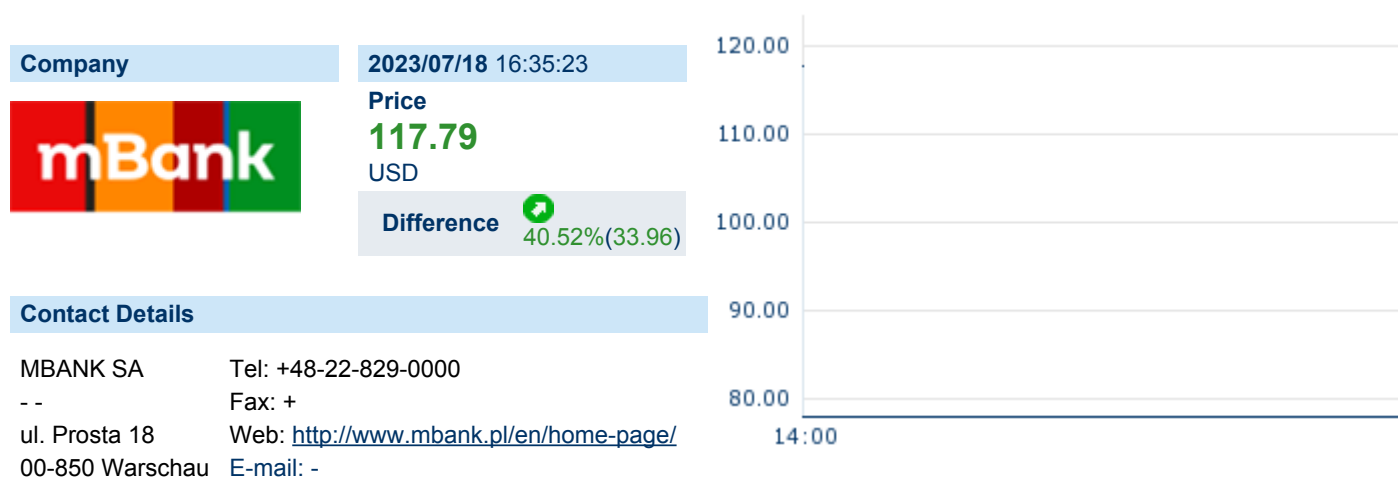 Company
mBank
2023/07/18 16:35:23
Price
117.79
USD
Difference
40.52%(33.96)
Contact Details
MBANK SA Tel: +48-22-829-0000
- - Fax: +
ul. Prosta 18 Web: http://www.mbank.pl/en/home-page/
00-850 Warschau E-mail: -
120.00
110.00
100.00
90.00
80.00
14:00